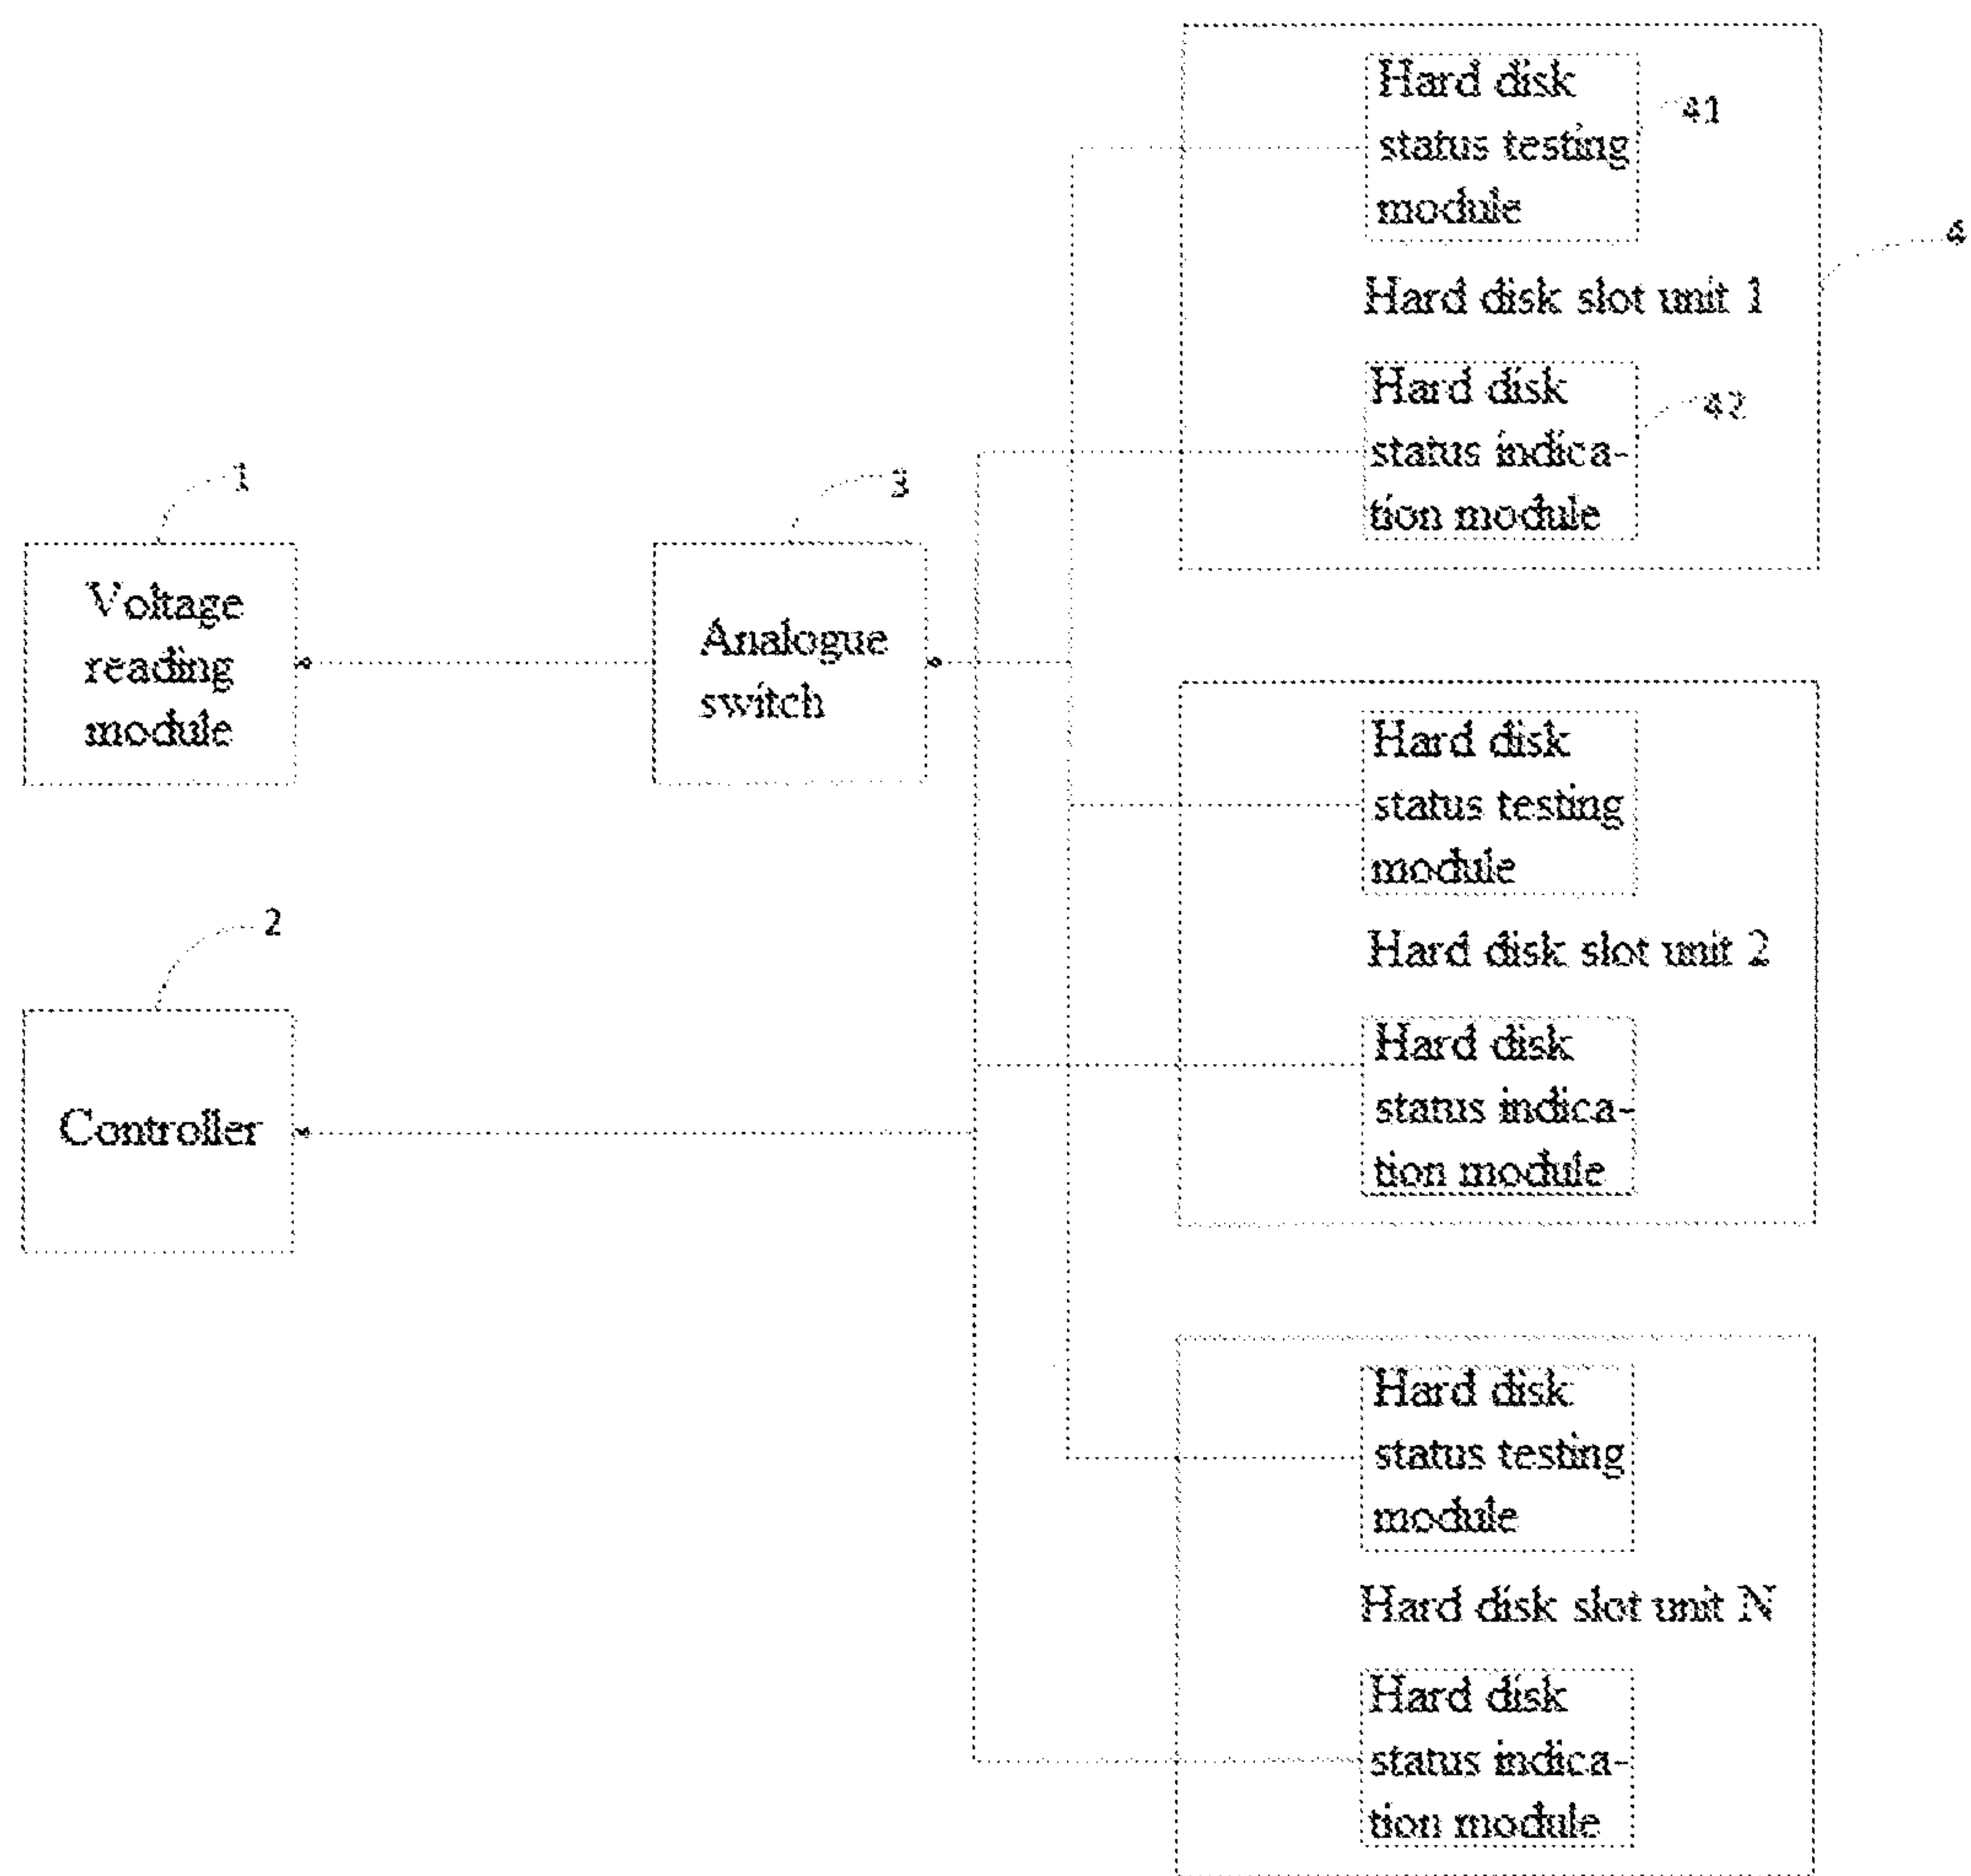 Hard disk
status testing
module
41
4
Hard disk slot unit 1
Hard disk
status indica-
tion module
42
1
Voltage
reading
module
3
Analogue
switch
Hard disk
status testing
module
Hard disk slot unit 2
Hard disk
status indica-
tion module
2
Controller
Hard disk
status testing
module
Hard disk slot unit N
Hard disk
status indica-
tion module